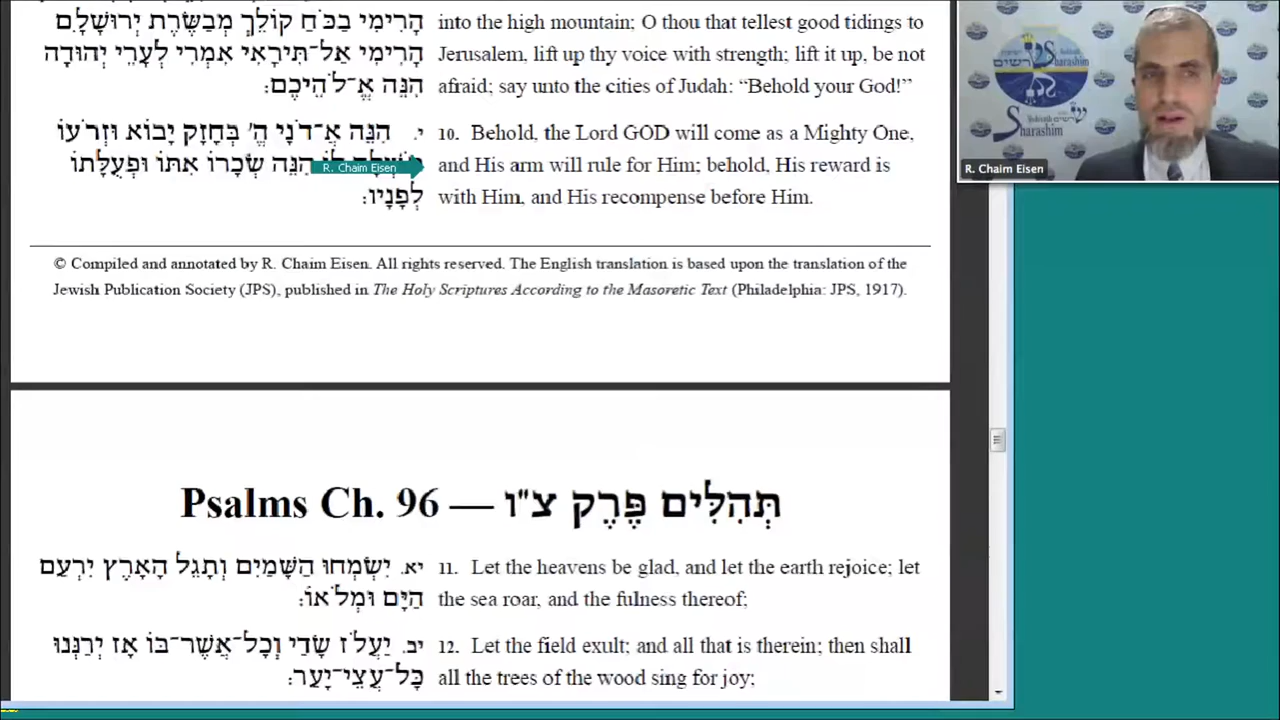 הָרִימִי בַכֹּחַ קוֹלֵךְ מְבַשֶּׂרֶת יְרוּשָׁלִָם
הָרִימִי אַל־תִּירָאִי אִמְרִי לְעָרֵי יְהוּדָה
הִנֵּה אֱ־לֹהֵיכֶם:
into the high mountain; O thou that tellest good tidings to
Jerusalem, lift up thy voice with strength; lift it up, be not
afraid; say unto the cities of Judah: “Behold your God!”
י. הִנֵּה אֲ־דֹנָי הֱ' בְּחָזָק יָבוֹא וּזְרֹעוֹ
הִנֵּה שְׂכָרוֹ אִתּוֹ וּפְעֻלָּתוֹ
לְפָנָיו:
10. Behold, the Lord GOD will come as a Mighty One,
and His arm will rule for Him; behold, His reward is
with Him, and His recompense before Him.
R. Chaim Eisen
© Compiled and annotated by R. Chaim Eisen. All rights reserved. The English translation is based upon the translation of the
Jewish Publication Society (JPS), published in The Holy Scriptures According to the Masoretic Text (Philadelphia: JPS, 1917).
Psalms Ch. 96 — תְּהִלִּים פֶּרֶק צ"ו
יא. יִשְׂמְחוּ הַשָּׁמַיִם וְתָגֵל הָאָרֶץ יִרְעַם
הַיָּם וּמְלֹאוֹ:
11. Let the heavens be glad, and let the earth rejoice; let
the sea roar, and the fulness thereof;
יב. יַעֲלֹז שָׂדַי וְכָל־אֲשֶׁר־בּוֹ אָז יְרַנְּנוּ
כָּל־עֲצֵי־יָעַר:
12. Let the field exult; and all that is therein; then shall
all the trees of the wood sing for joy;
Sharashim
שרשים
Sharashim
שרשים
R. Chaim Eisen